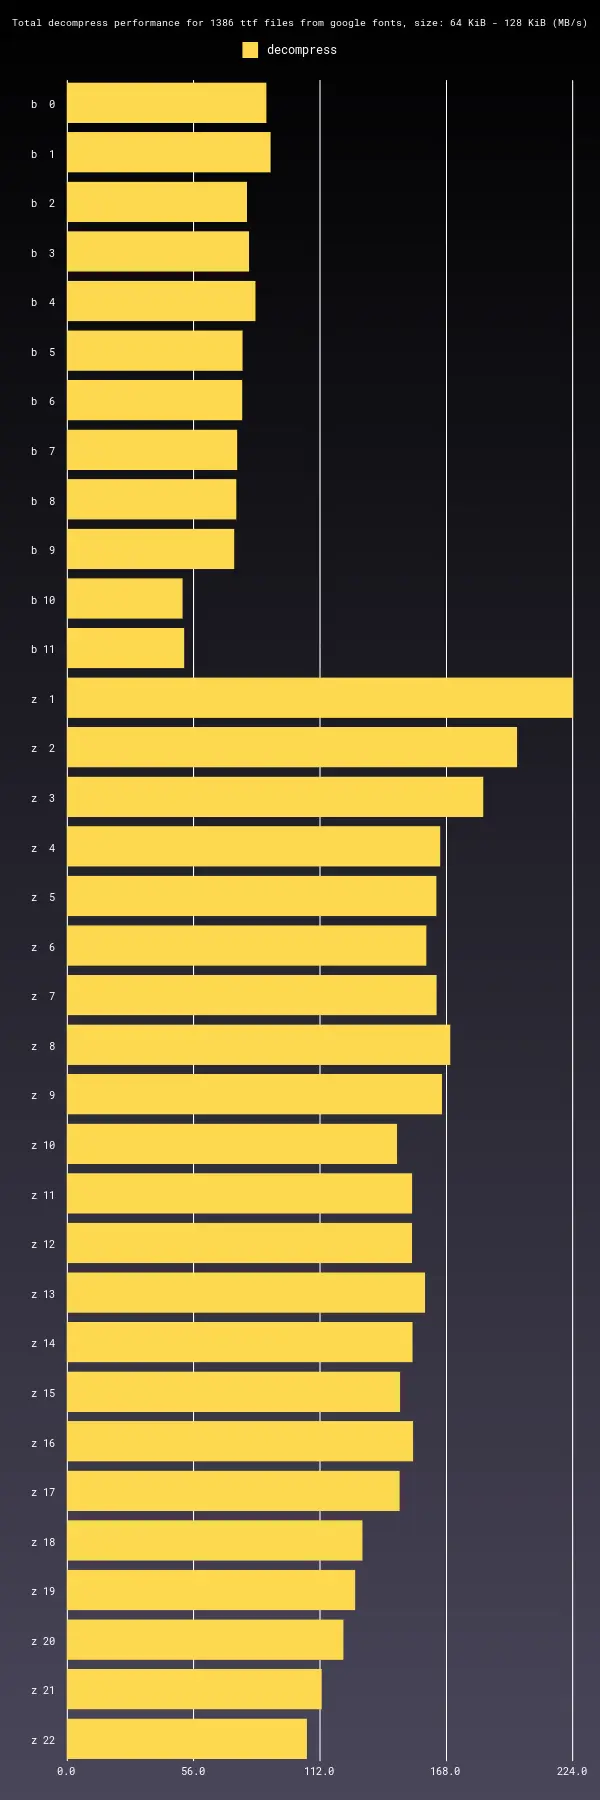 Total decompress performance for 1386 ttf files from google fonts, size: 64 KiB - 128 KiB (MB/s)
decompress
b  0
b  1
b  2
b  3
b  4
b  5
b  6
b  7
b  8
b  9
b 10
b 11
z  1
z  2
z  3
z  4
z  5
z  6
z  7
z  8
z  9
z 10
z 11
z 12
z 13
z 14
z 15
z 16
z 17
z 18
z 19
z 20
z 21
z 22
0.0 56.0 112.0 168.0 224.0